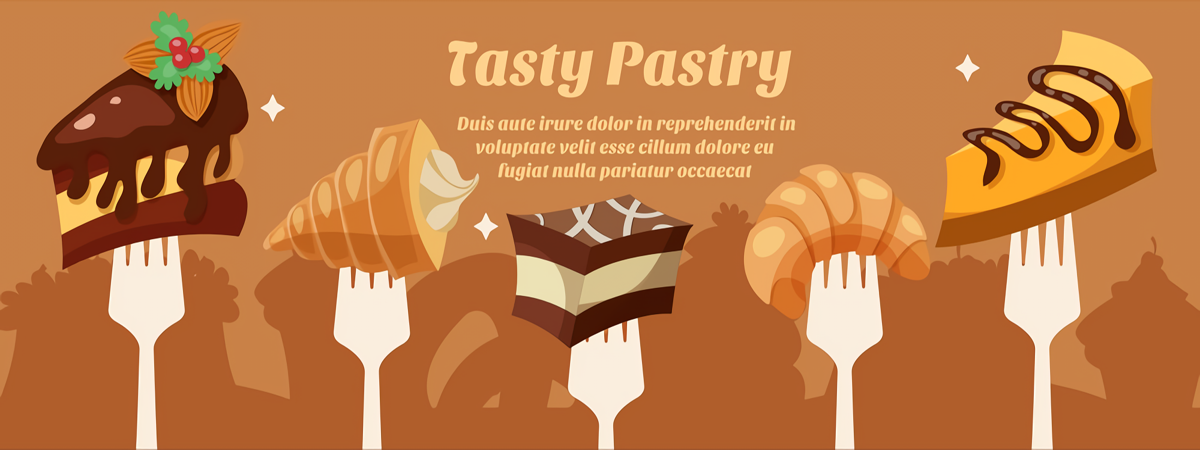 Tasty Pastry
Duis aute irure dolor in reprehenderit in
voluptate velit esse cillum dolore eu
fugiat nulla pariatur occaecat